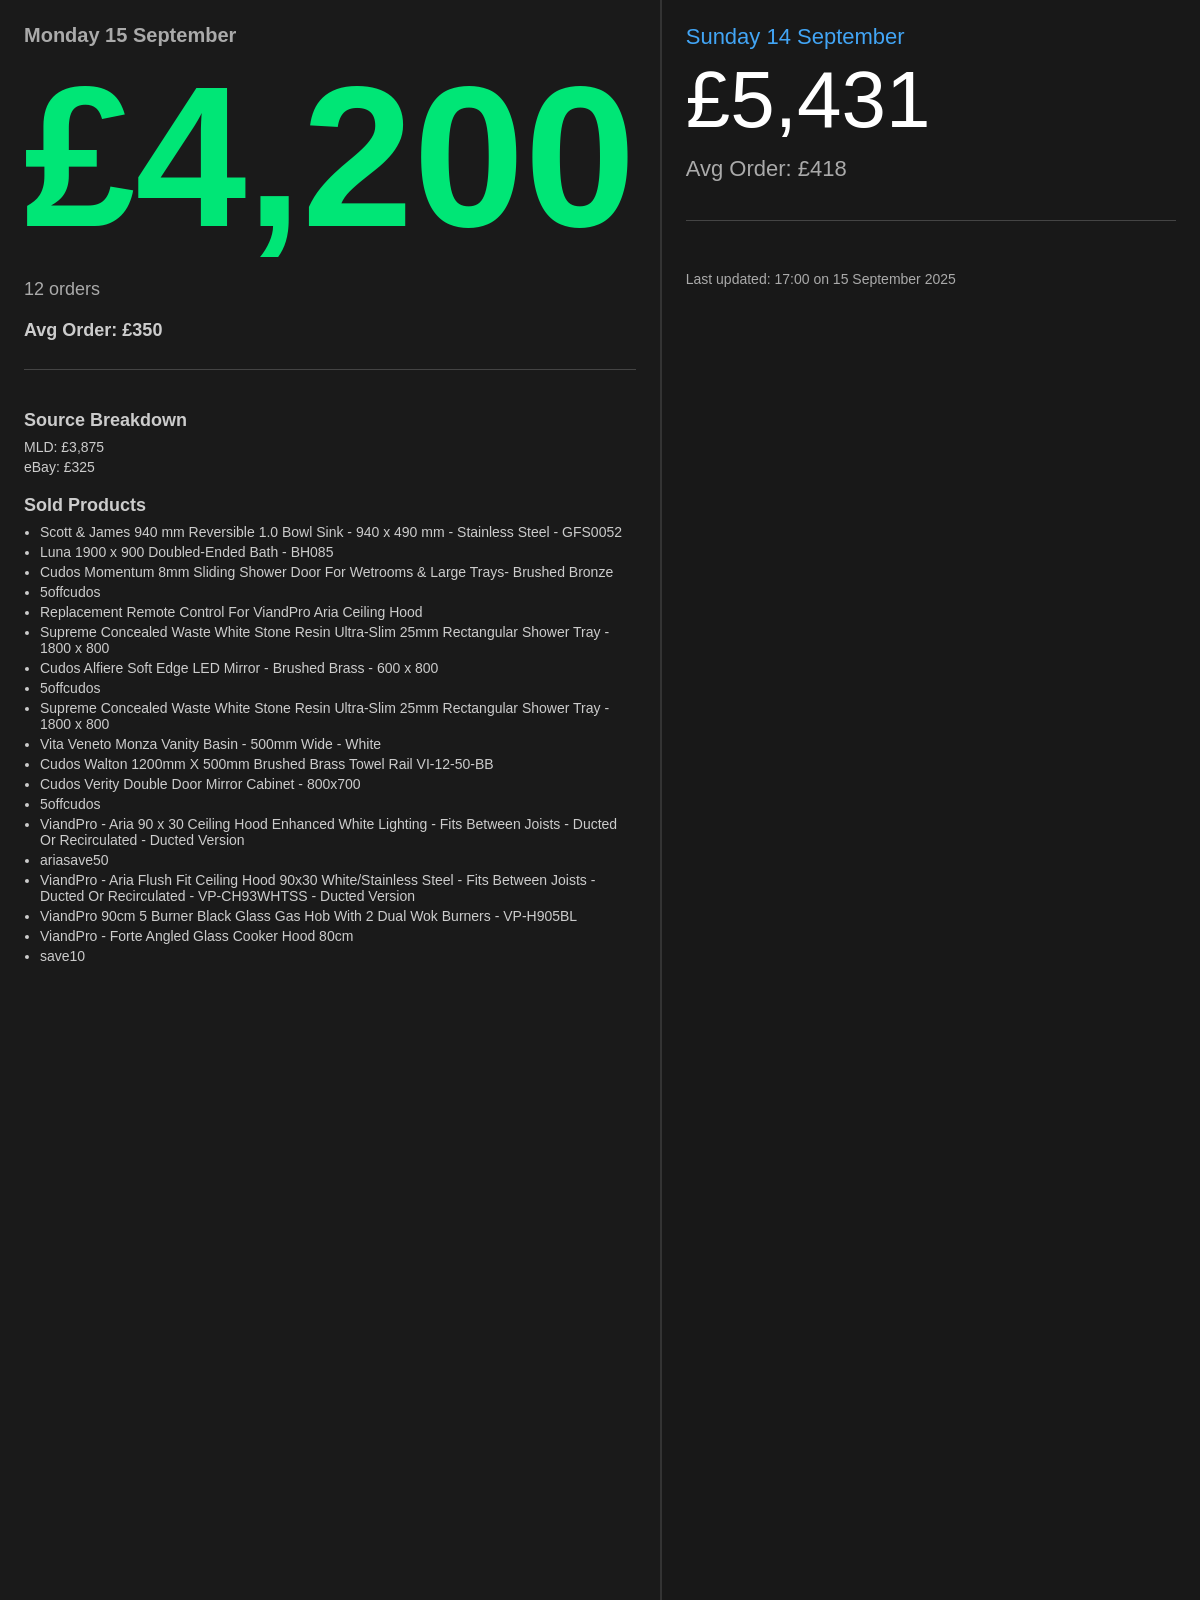 Monday 15 September
£4,200
12 orders
Avg Order: £350
Source Breakdown
MLD: £3,875
eBay: £325
Sold Products
• Scott & James 940 mm Reversible 1.0 Bowl Sink - 940 x 490 mm - Stainless Steel - GFS0052
• Luna 1900 x 900 Doubled-Ended Bath - BH085
• Cudos Momentum 8mm Sliding Shower Door For Wetrooms & Large Trays- Brushed Bronze
• 5offcudos
• Replacement Remote Control For ViandPro Aria Ceiling Hood
• Supreme Concealed Waste White Stone Resin Ultra-Slim 25mm Rectangular Shower Tray -
1800 x 800
• Cudos Alfiere Soft Edge LED Mirror - Brushed Brass - 600 x 800
• 5offcudos
• Supreme Concealed Waste White Stone Resin Ultra-Slim 25mm Rectangular Shower Tray -
1800 x 800
• Vita Veneto Monza Vanity Basin - 500mm Wide - White
• Cudos Walton 1200mm X 500mm Brushed Brass Towel Rail VI-12-50-BB
• Cudos Verity Double Door Mirror Cabinet - 800x700
• 5offcudos
• ViandPro - Aria 90 x 30 Ceiling Hood Enhanced White Lighting - Fits Between Joists - Ducted
Or Recirculated - Ducted Version
• ariasave50
• ViandPro - Aria Flush Fit Ceiling Hood 90x30 White/Stainless Steel - Fits Between Joists -
Ducted Or Recirculated - VP-CH93WHTSS - Ducted Version
• ViandPro 90cm 5 Burner Black Glass Gas Hob With 2 Dual Wok Burners - VP-H905BL
• ViandPro - Forte Angled Glass Cooker Hood 80cm
• save10
Sunday 14 September
£5,431
Avg Order: £418
Last updated: 17:00 on 15 September 2025